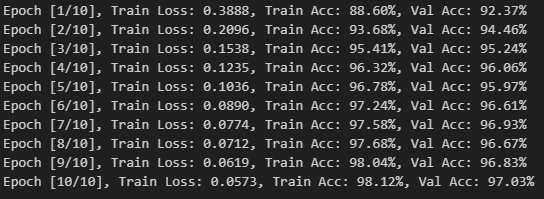 Epoch [1/10], Train Loss: 0.3888, Train Acc: 88.60%, Val Acc: 92.37%
Epoch [2/10], Train Loss: 0.2096, Train Acc: 93.68%, Val Acc: 94.46%
Epoch [3/10], Train Loss: 0.1538, Train Acc: 95.41%, Val Acc: 95.24%
Epoch [4/10], Train Loss: 0.1235, Train Acc: 96.32%, Val Acc: 96.06%
Epoch [5/10], Train Loss: 0.1036, Train Acc: 96.78%, Val Acc: 95.97%
Epoch [6/10], Train Loss: 0.0890, Train Acc: 97.24%, Val Acc: 96.61%
Epoch [7/10], Train Loss: 0.0774, Train Acc: 97.58%, Val Acc: 96.93%
Epoch [8/10], Train Loss: 0.0712, Train Acc: 97.68%, Val Acc: 96.67%
Epoch [9/10], Train Loss: 0.0619, Train Acc: 98.04%, Val Acc: 96.83%
Epoch [10/10], Train Loss: 0.0573, Train Acc: 98.12%, Val Acc: 97.03%